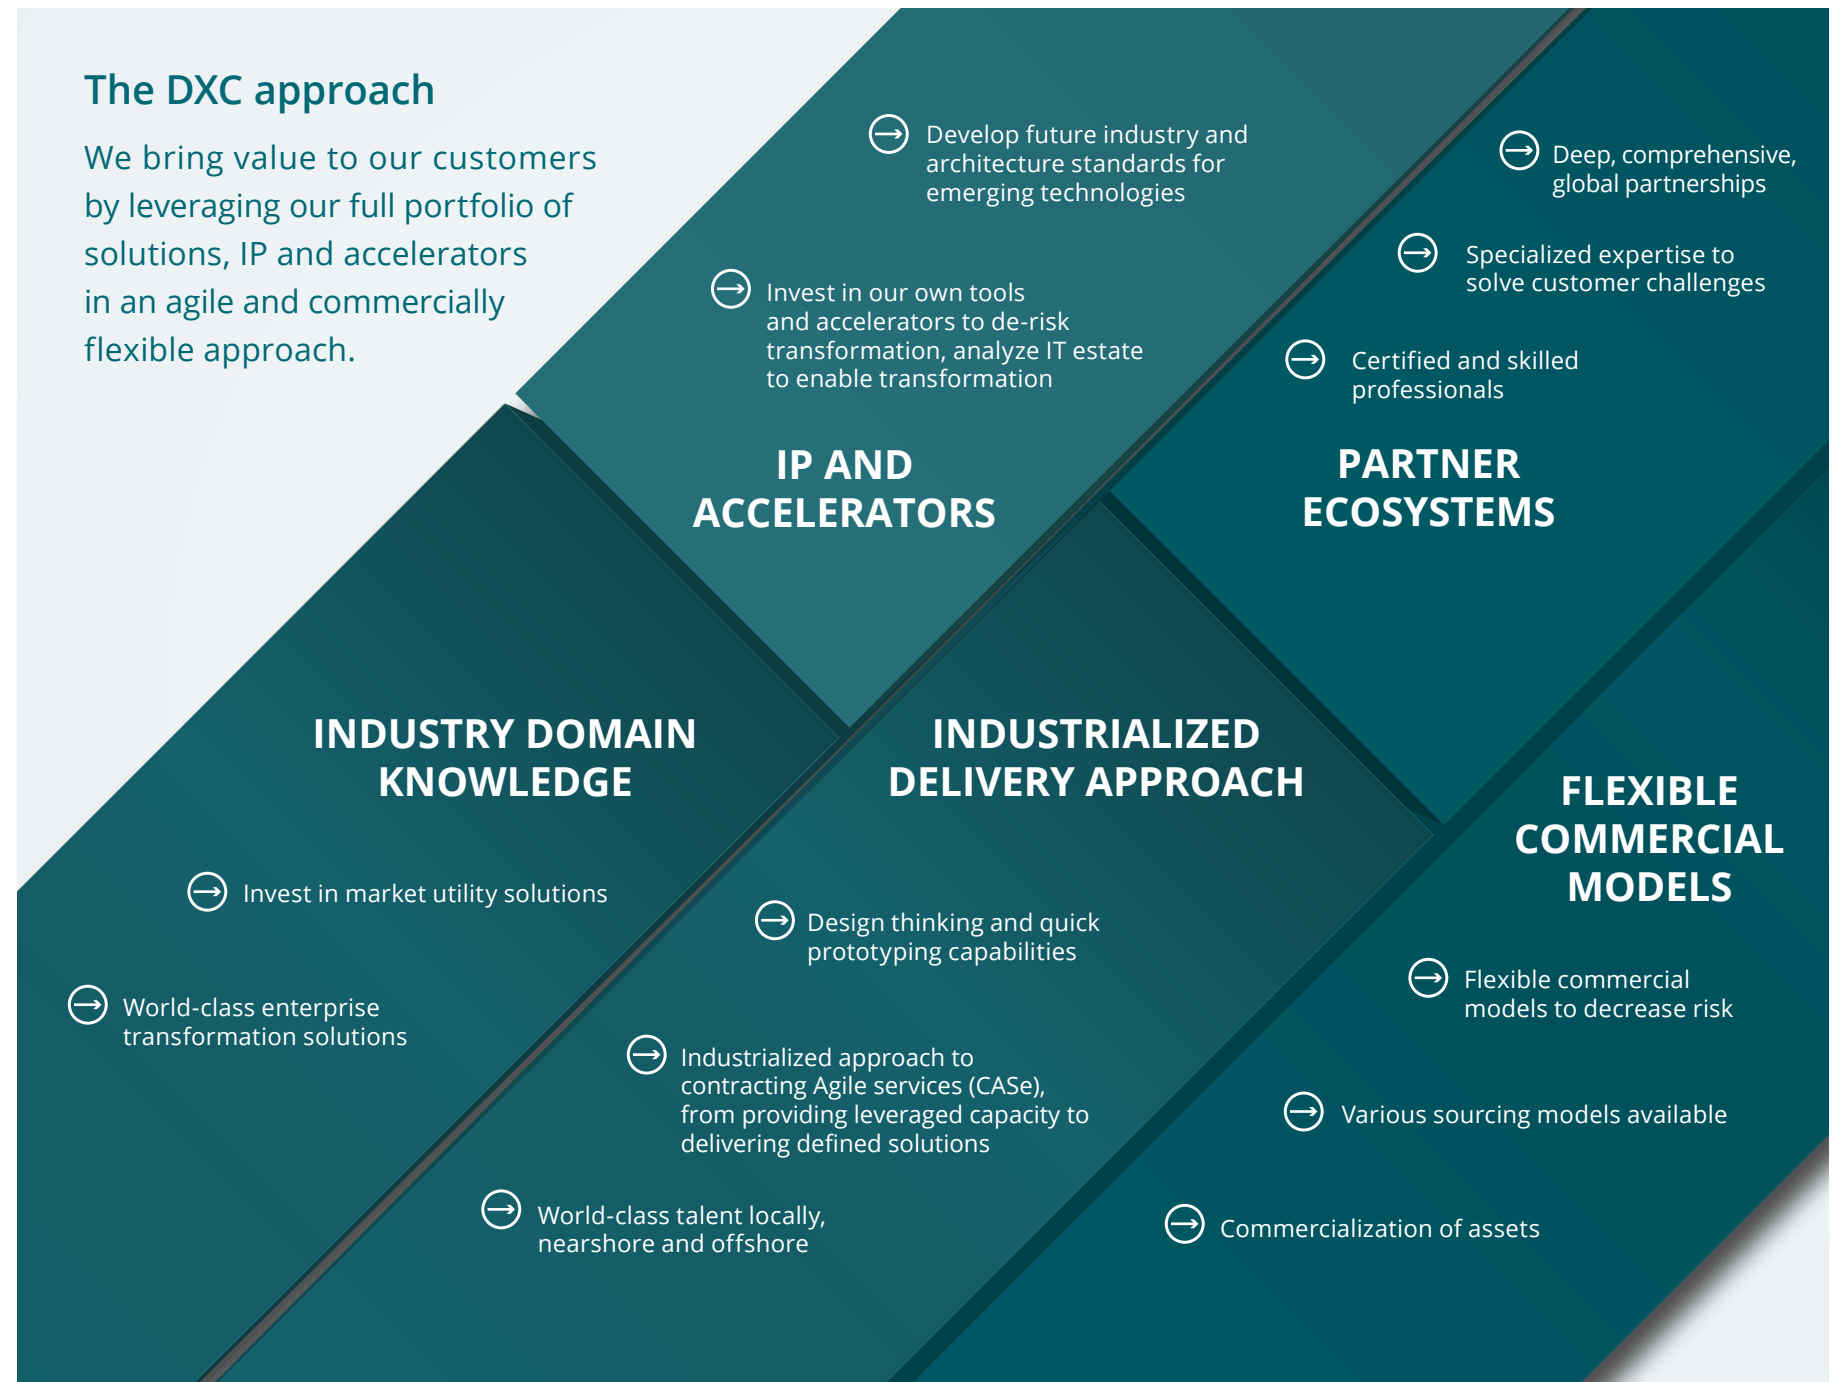 The DXC approach
We bring value to our customers
by leveraging our full portfolio of
solutions, IP and accelerators
in an agile and commercially
flexible approach.
Develop future industry and
architecture standards for
emerging technologies
Invest in our own tools
and accelerators to de-risk
transformation, analyze IT estate
to enable transformation
IP AND
ACCELERATORS
Deep, comprehensive,
global partnerships
Specialized expertise to
solve customer challenges
Certified and skilled
professionals
PARTNER
ECOSYSTEMS
INDUSTRY DOMAIN
KNOWLEDGE
Invest in market utility solutions
World-class enterprise
transformation solutions
INDUSTRIALIZED
DELIVERY APPROACH
Design thinking and quick
prototyping capabilities
Industrialized approach to
contracting Agile services (CASe),
from providing leveraged capacity to
delivering defined solutions
World-class talent locally,
nearshore and offshore
FLEXIBLE
COMMERCIAL
MODELS
Flexible commercial
models to decrease risk
Various sourcing models available
Commercialization of assets